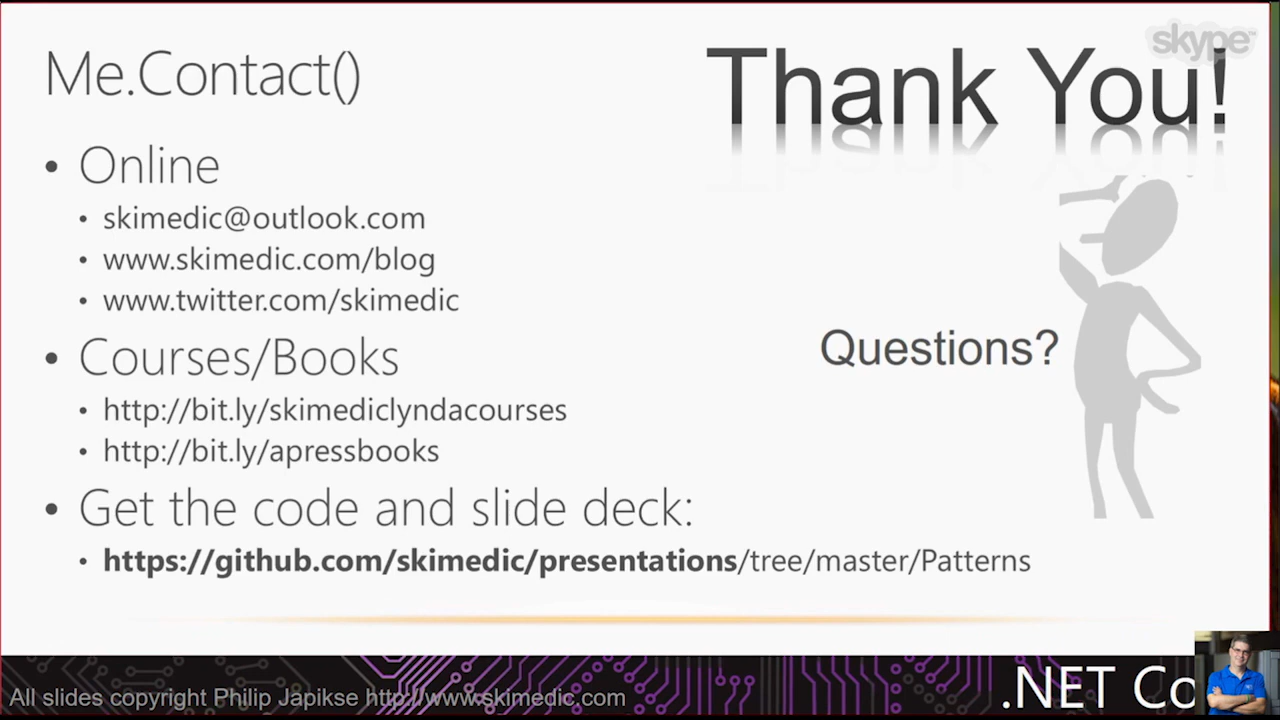 Me.Contact()
Thank You!
skype™
• Online
• skimedic@outlook.com
• www.skimedic.com/blog
• www.twitter.com/skimedic
• Courses/Books
• http://bit.ly/skimediclyndacourses
• http://bit.ly/apressbooks
Questions?
• Get the code and slide deck:
• https://github.com/skimedic/presentations/tree/master/Patterns
All slides copyright Philip Japikse http://www.skimedic.com
.NET Co